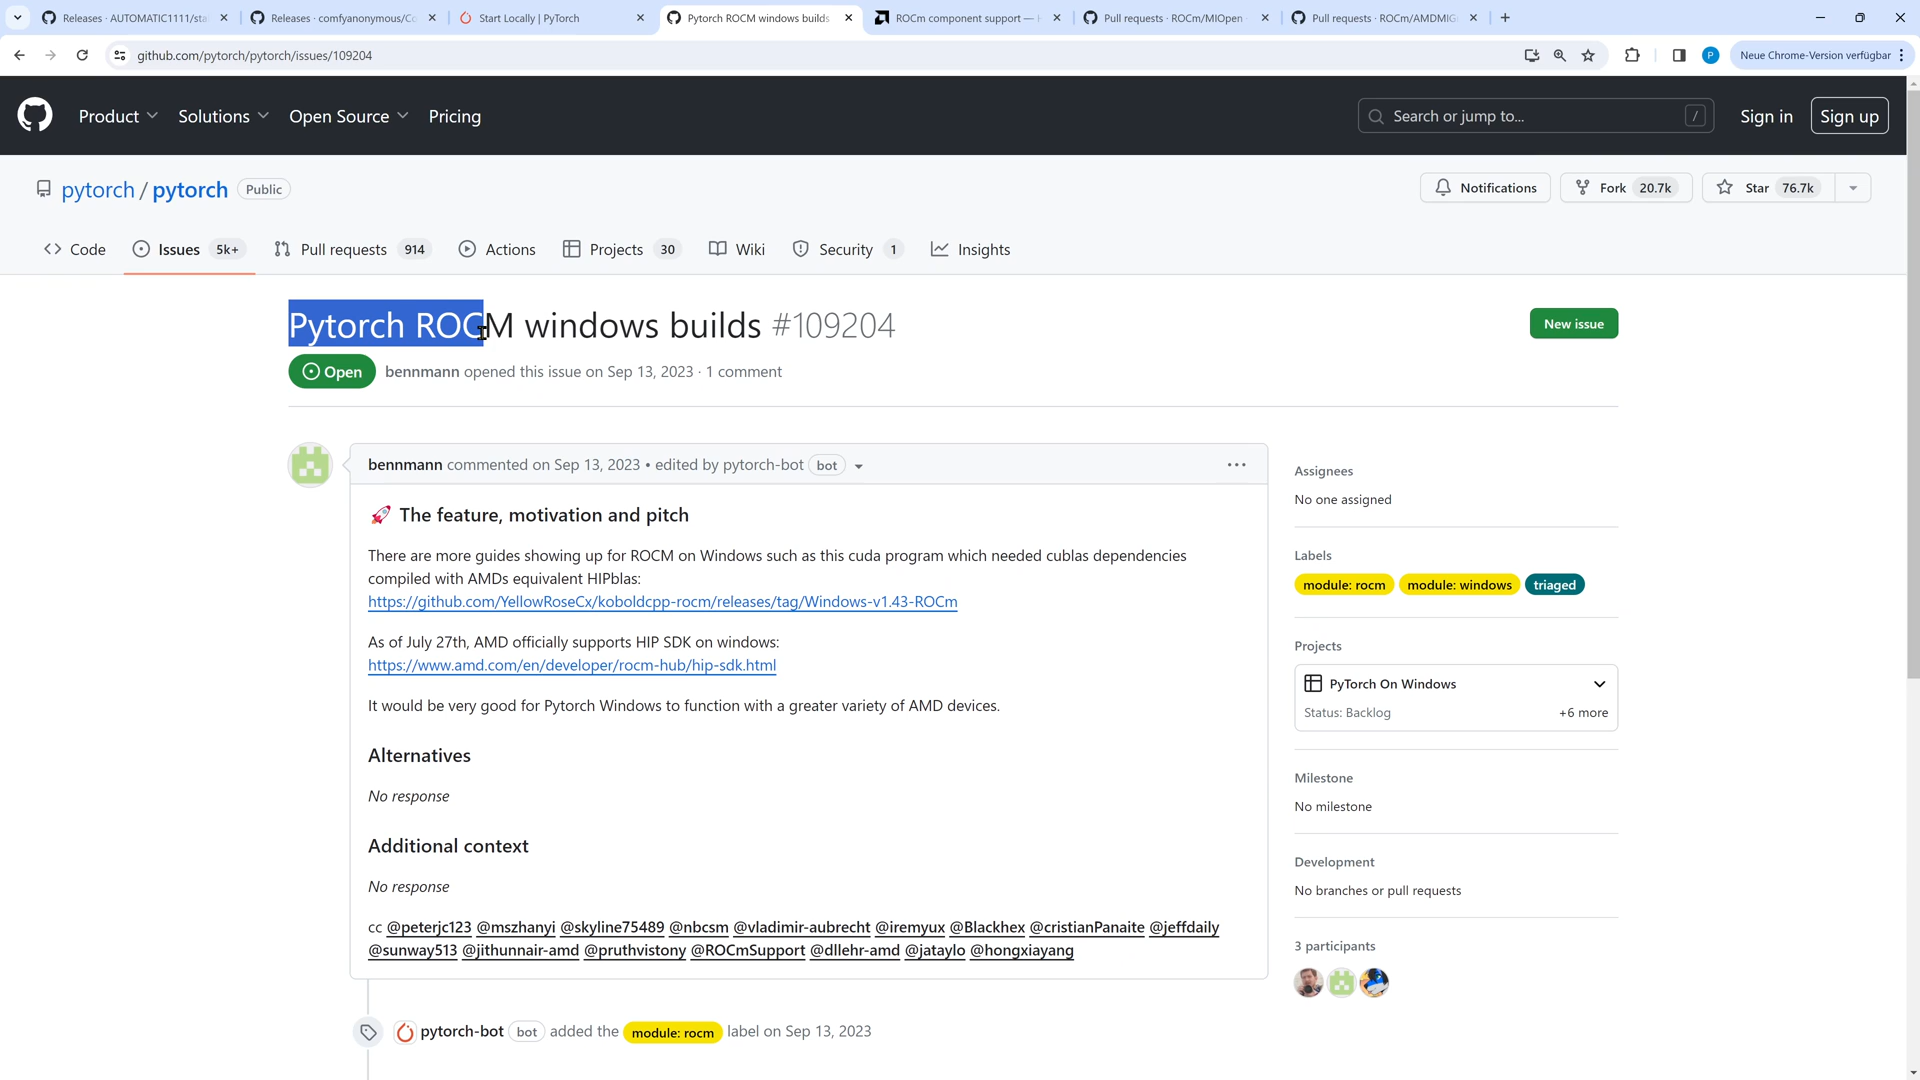 Releases · AUTOMATIC1111/sta
Releases · comfyanonymous/Co
Start Locally | PyTorch
Pytorch ROCM windows builds
ROCm component support —
Pull requests · ROCm/MIOpen
Pull requests · ROCm/AMDMIG
github.com/pytorch/pytorch/issues/109204
P
Neue Chrome-Version verfügbar
Product
Solutions
Open Source
Pricing
Search or jump to...
/
Sign in
Sign up
pytorch / pytorch Public
Notifications
Fork 20.7k
Star 76.7k
Code
Issues 5k+
Pull requests 914
Actions
Projects 30
Wiki
Security 1
Insights
Pytorch ROCM windows builds #109204
New issue
Open
bennmann opened this issue on Sep 13, 2023 · 1 comment
bennmann commented on Sep 13, 2023 • edited by pytorch-bot bot
🚀 The feature, motivation and pitch
There are more guides showing up for ROCM on Windows such as this cuda program which needed cublas dependencies
compiled with AMDs equivalent HIPblas:
https://github.com/YellowRoseCx/koboldcpp-rocm/releases/tag/Windows-v1.43-ROCm
As of July 27th, AMD officially supports HIP SDK on windows:
https://www.amd.com/en/developer/rocm-hub/hip-sdk.html
It would be very good for Pytorch Windows to function with a greater variety of AMD devices.
Alternatives
No response
Additional context
No response
cc @peterjc123 @mszhanyi @skyline75489 @nbcsm @vladimir-aubrecht @iremyux @Blackhex @cristianPanaite @jeffdaily
@sunway513 @jithunnair-amd @pruthvistony @ROCmSupport @dllehr-amd @jataylo @hongxiayang
pytorch-bot bot added the module: rocm label on Sep 13, 2023
Assignees
No one assigned
Labels
module: rocm module: windows triaged
Projects
PyTorch On Windows
Status: Backlog +6 more
Milestone
No milestone
Development
No branches or pull requests
3 participants